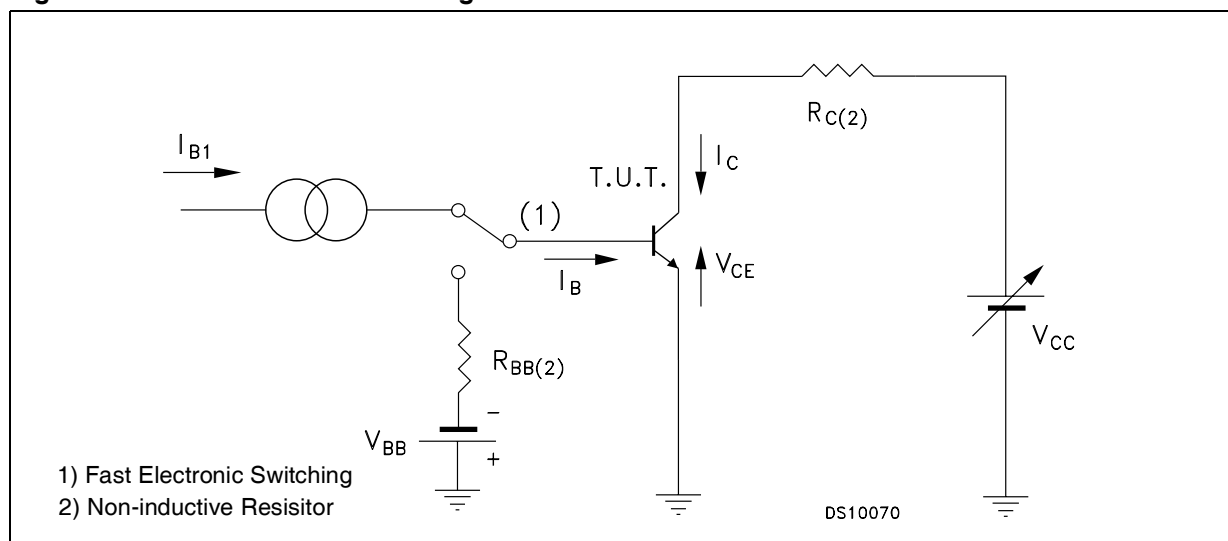 I_B1
R_C(2)
I_C
T.U.T.
(1)
V_CE
I_B
R_BB(2)
V_CC
-
V_BB
+
1) Fast Electronic Switching
2) Non-inductive Resisitor
DS10070